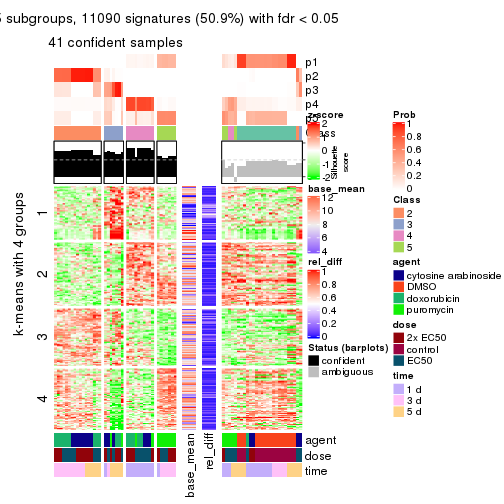 5 subgroups, 11090 signatures (50.9%) with fdr < 0.05
41 confident samples
p1
p2
p3
p4
k-means with 4 groups
1
2
3
4
z-score
2
1
0
-1
-2
Silhouette
score
base_mean
12
10
8
6
4
rel_diff
1
0.8
0.6
0.4
0.2
0
Status (barplots)
confident
ambiguous
Prob
1
0.8
0.6
0.4
0.2
0
Class
2
3
4
5
agent
cytosine arabinoside
DMSO
doxorubicin
puromycin
dose
2x EC50
control
EC50
time
1 d
3 d
5 d
agent
dose
time
base_mean
rel_diff